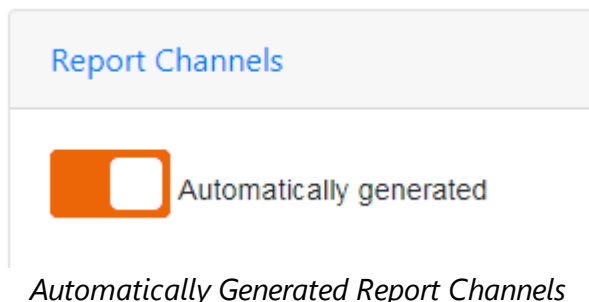 Report Channels
Automatically generated
Automatically Generated Report Channels